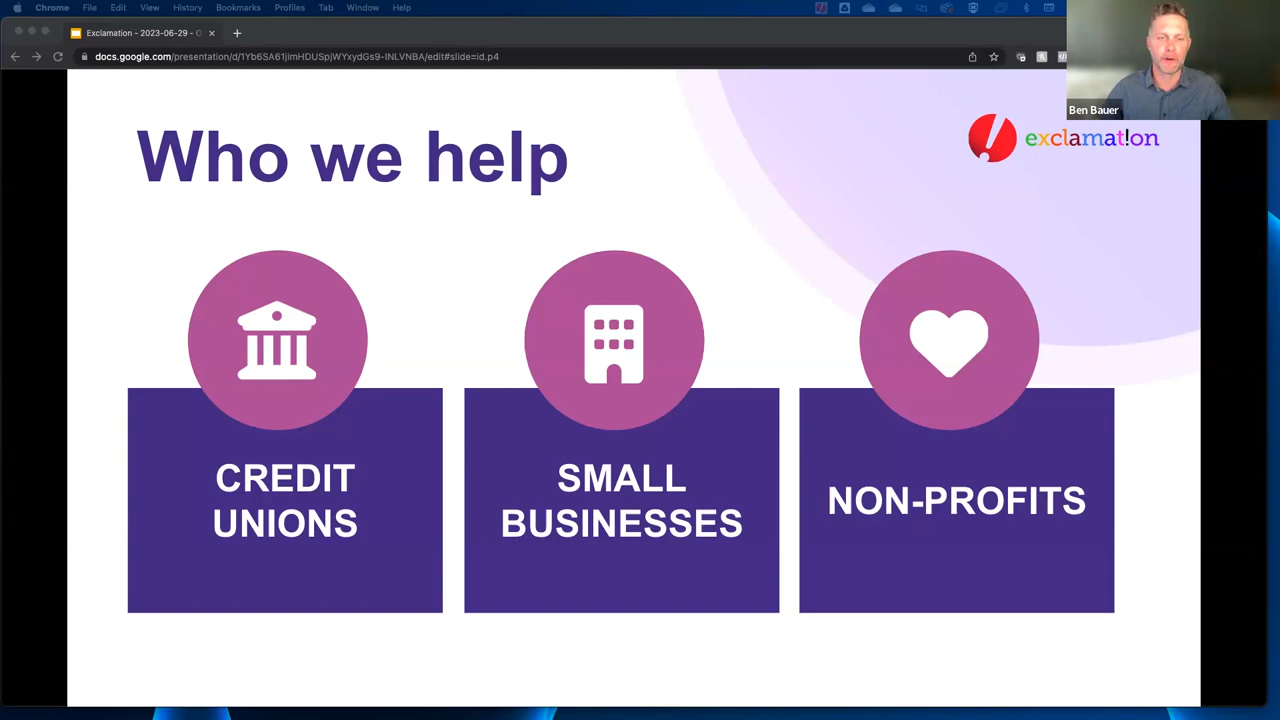 Chrome File Edit View History Bookmarks Profiles Tab Window Help
Exclamation - 2023-06-29 -
docs.google.com/presentation/d/1Yb6SA61jimHDUSpjWYxydGs9-INLVNBA/edit#slide=id.p4
Ben Bauer
exclamat!on
Who we help
CREDIT
UNIONS
SMALL
BUSINESSES
NON-PROFITS